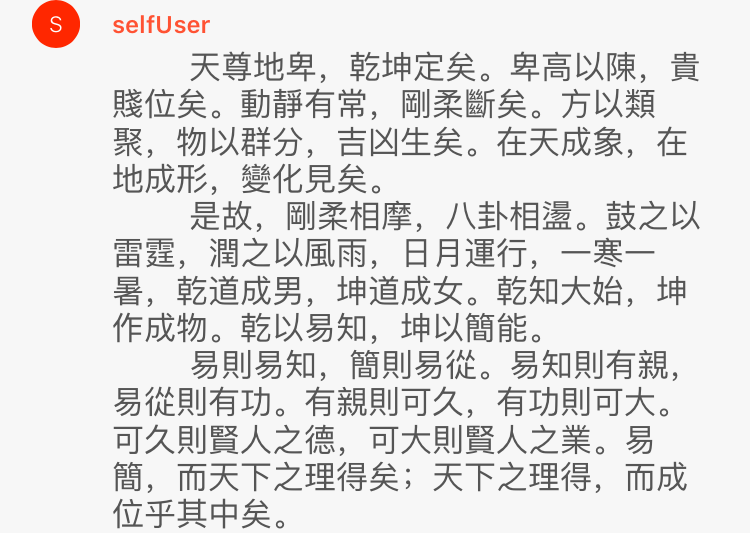 S
selfUser
天尊地卑，乾坤定矣。卑高以陳，貴
賤位矣。動靜有常，剛柔斷矣。方以類
聚，物以群分，吉凶生矣。在天成象，在
地成形，變化見矣。
是故，剛柔相摩，八卦相盪。鼓之以
雷霆，潤之以風雨，日月運行，一寒一
暑，乾道成男，坤道成女。乾知大始，坤
作成物。乾以易知，坤以簡能。
易則易知，簡則易從。易知則有親，
易從則有功。有親則可久，有功則可大。
可久則賢人之德，可大則賢人之業。易
簡，而天下之理得矣；天下之理得，而成
位乎其中矣。